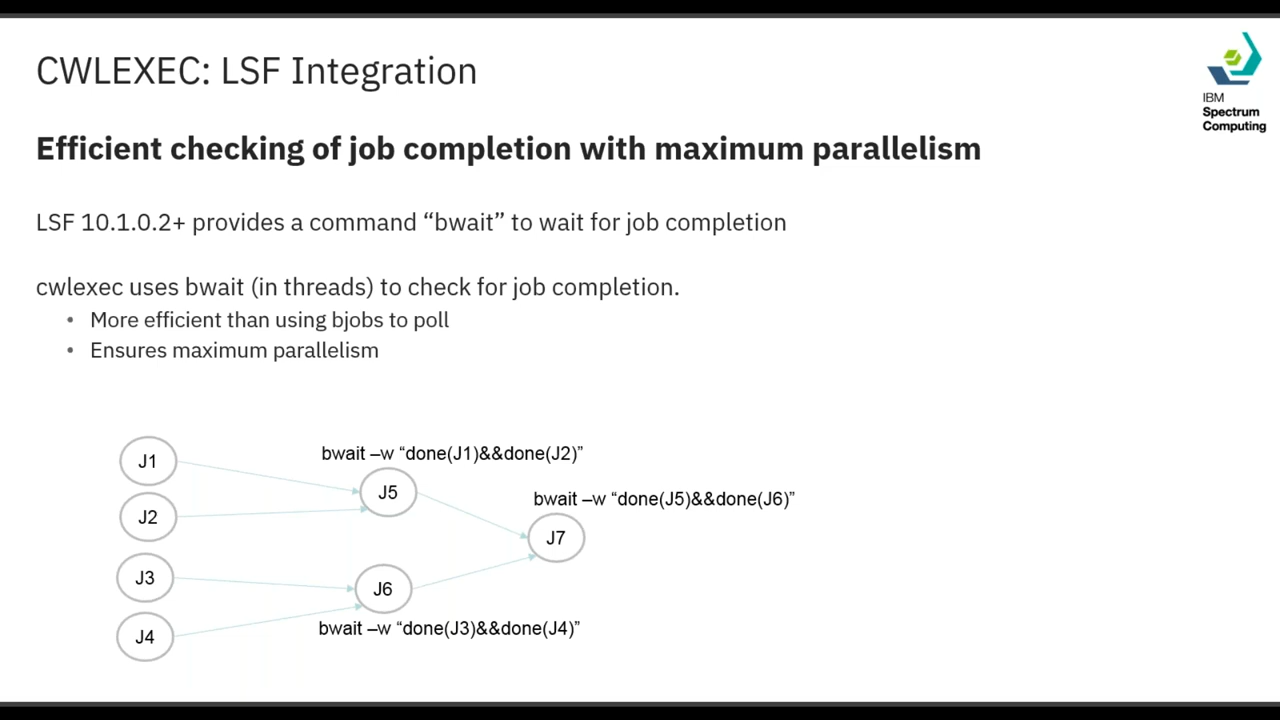 CWLEXEC: LSF Integration
IBM
Spectrum
Computing
Efficient checking of job completion with maximum parallelism
LSF 10.1.0.2+ provides a command “bwait” to wait for job completion
cwlexec uses bwait (in threads) to check for job completion.
• More efficient than using bjobs to poll
• Ensures maximum parallelism
bwait –w “done(J1)&&done(J2)”
J1
J5
bwait –w “done(J5)&&done(J6)”
J2
J7
J3
J6
bwait –w “done(J3)&&done(J4)”
J4